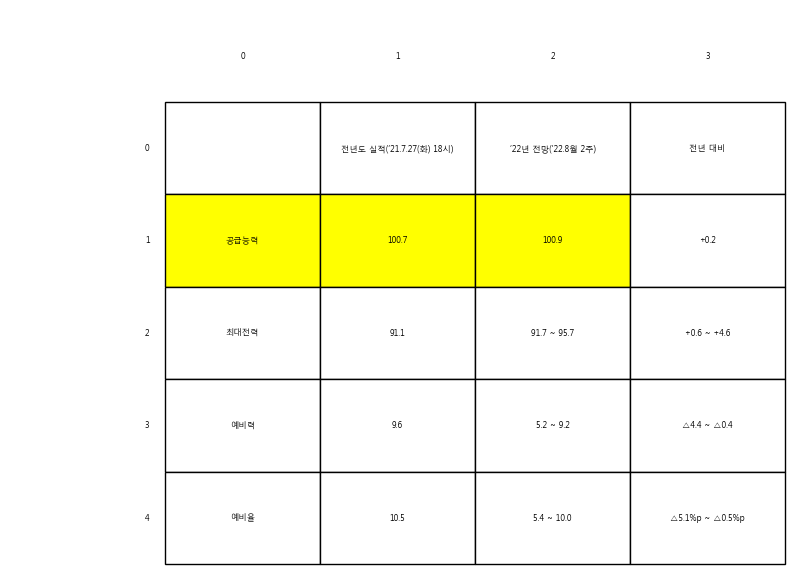 0 1 2 3
0 전년도 실적('21.7.27(화) 18시) '22년 전망('22.8월 2주) 전년 대비
1 공급능력 100.7 100.9 +0.2
2 최대전력 91.1 91.7 ~ 95.7 +0.6 ~ +4.6
3 예비력 9.6 5.2 ~ 9.2 △4.4 ~ △0.4
4 예비율 10.5 5.4 ~ 10.0 △5.1%p ~ △0.5%p